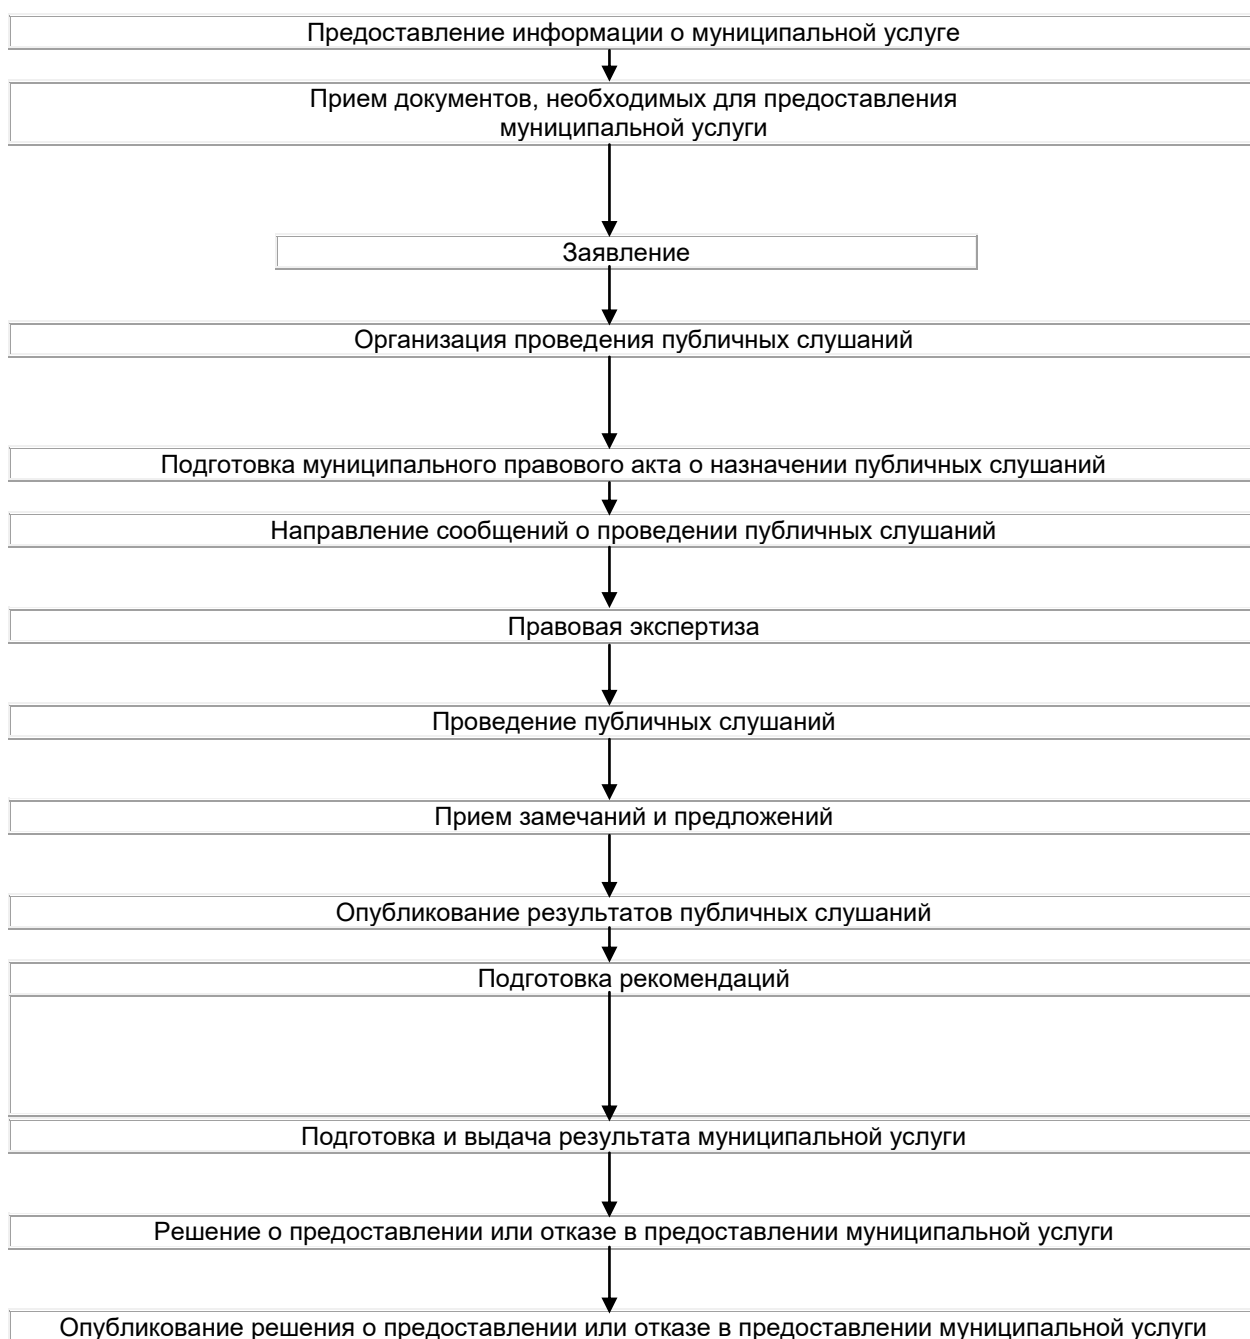 Предоставление информации о муниципальной услуге
Прием документов, необходимых для предоставления
муниципальной услуги
Заявление
Организация проведения публичных слушаний
Подготовка муниципального правового акта о назначении публичных слушаний
Направление сообщений о проведении публичных слушаний
Правовая экспертиза
Проведение публичных слушаний
Прием замечаний и предложений
Опубликование результатов публичных слушаний
Подготовка рекомендаций
Подготовка и выдача результата муниципальной услуги
Решение о предоставлении или отказе в предоставлении муниципальной услуги
Опубликование решения о предоставлении или отказе в предоставлении муниципальной услуги